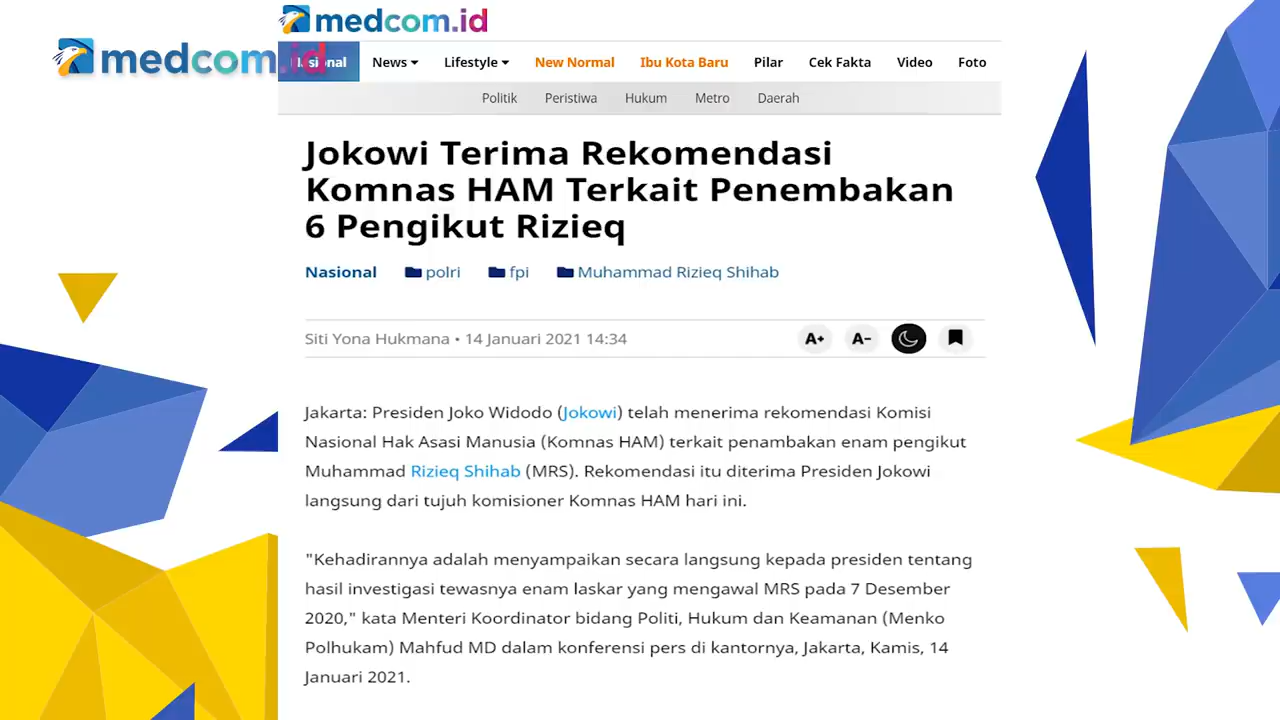 medcom.id
medcom.id
Nasional News Lifestyle New Normal Ibu Kota Baru Pilar Cek Fakta Video Foto
Politik Peristiwa Hukum Metro Daerah
Jokowi Terima Rekomendasi
Komnas HAM Terkait Penembakan
6 Pengikut Rizieq
Nasional polri fpi Muhammad Rizieq Shihab
Siti Yona Hukmana • 14 Januari 2021 14:34 A+ A-
Jakarta: Presiden Joko Widodo (Jokowi) telah menerima rekomendasi Komisi
Nasional Hak Asasi Manusia (Komnas HAM) terkait penambakan enam pengikut
Muhammad Rizieq Shihab (MRS). Rekomendasi itu diterima Presiden Jokowi
langsung dari tujuh komisioner Komnas HAM hari ini.
"Kehadirannya adalah menyampaikan secara langsung kepada presiden tentang
hasil investigasi tewasnya enam laskar yang mengawal MRS pada 7 Desember
2020," kata Menteri Koordinator bidang Politi, Hukum dan Keamanan (Menko
Polhukam) Mahfud MD dalam konferensi pers di kantornya, Jakarta, Kamis, 14
Januari 2021.